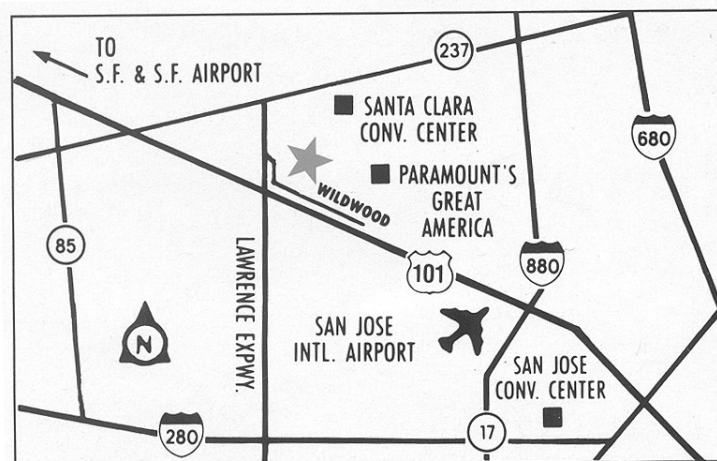 TO
S.F. & S.F. AIRPORT
237
SANTA CLARA
CONV. CENTER
680
PARAMOUNT'S
GREAT
AMERICA
WILDWOOD
85
LAWRENCE EXPWY.
101
880
N
SAN JOSE
INTL. AIRPORT
SAN JOSE
CONV. CENTER
280
17